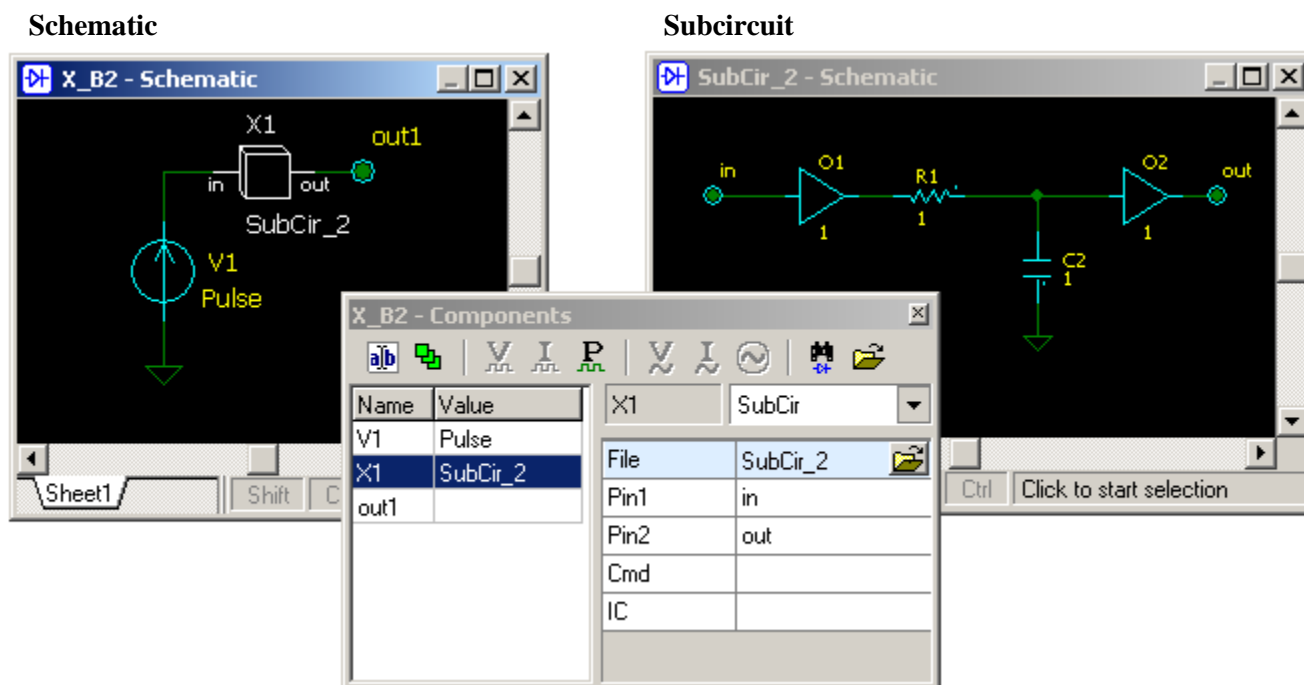 Schematic
Subcircuit
X_B2 - Schematic
X1
out1
in
out
SubCir_2
V1
Pulse
Sheet1
Shift
C
SubCir_2 - Schematic
in
O1
1
R1
1
C2
1
O2
1
out
Ctrl
Click to start selection
X_B2 - Components
ab
V I P V I
Name Value
V1 Pulse
X1 SubCir_2
out1
X1 SubCir
File SubCir_2
Pin1 in
Pin2 out
Cmd
IC